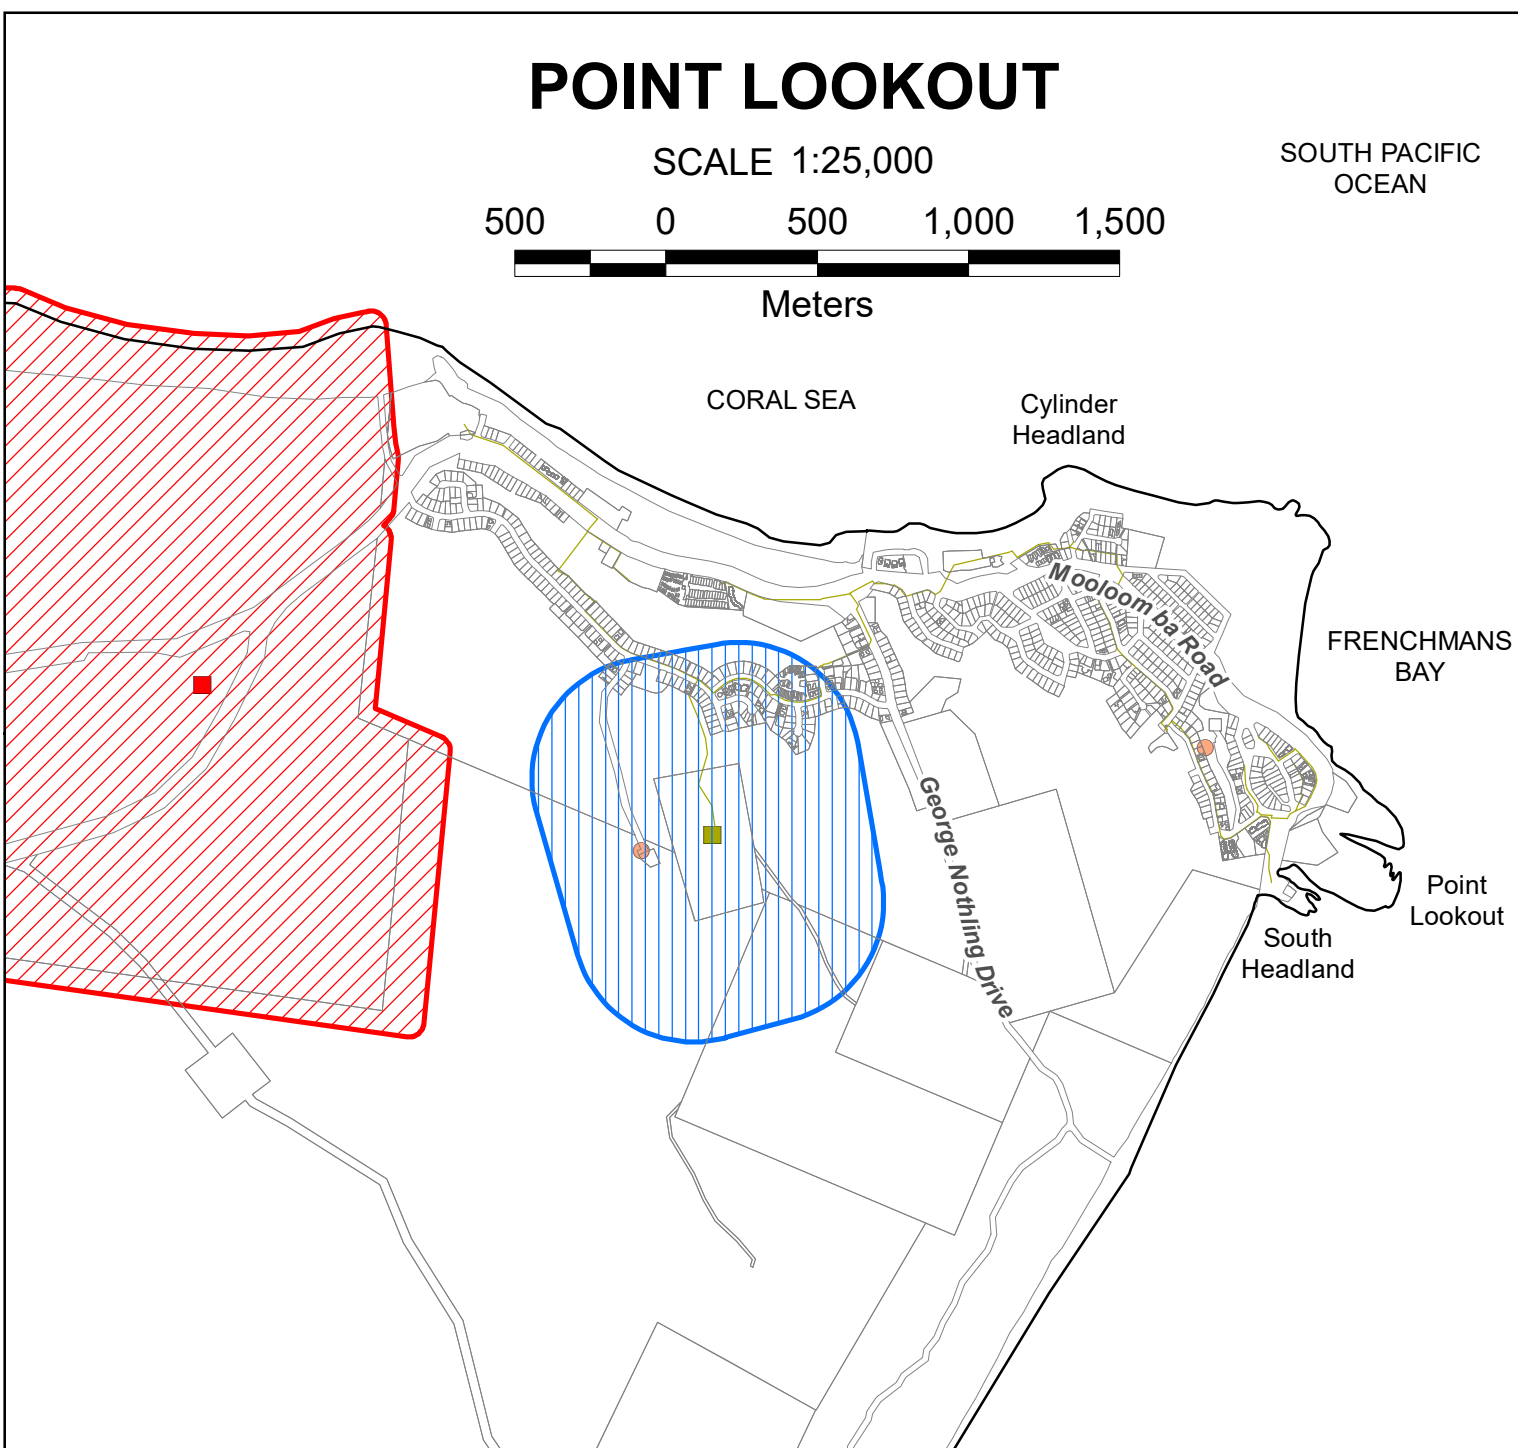 POINT LOOKOUT
SCALE 1:25,000
SOUTH PACIFIC
OCEAN
500 0 500 1,000 1,500
Meters
CORAL SEA
Cylinder
Headland
Mooloomba Road
FRENCHMANS
BAY
George Nothling Drive
Point
Lookout
South
Headland